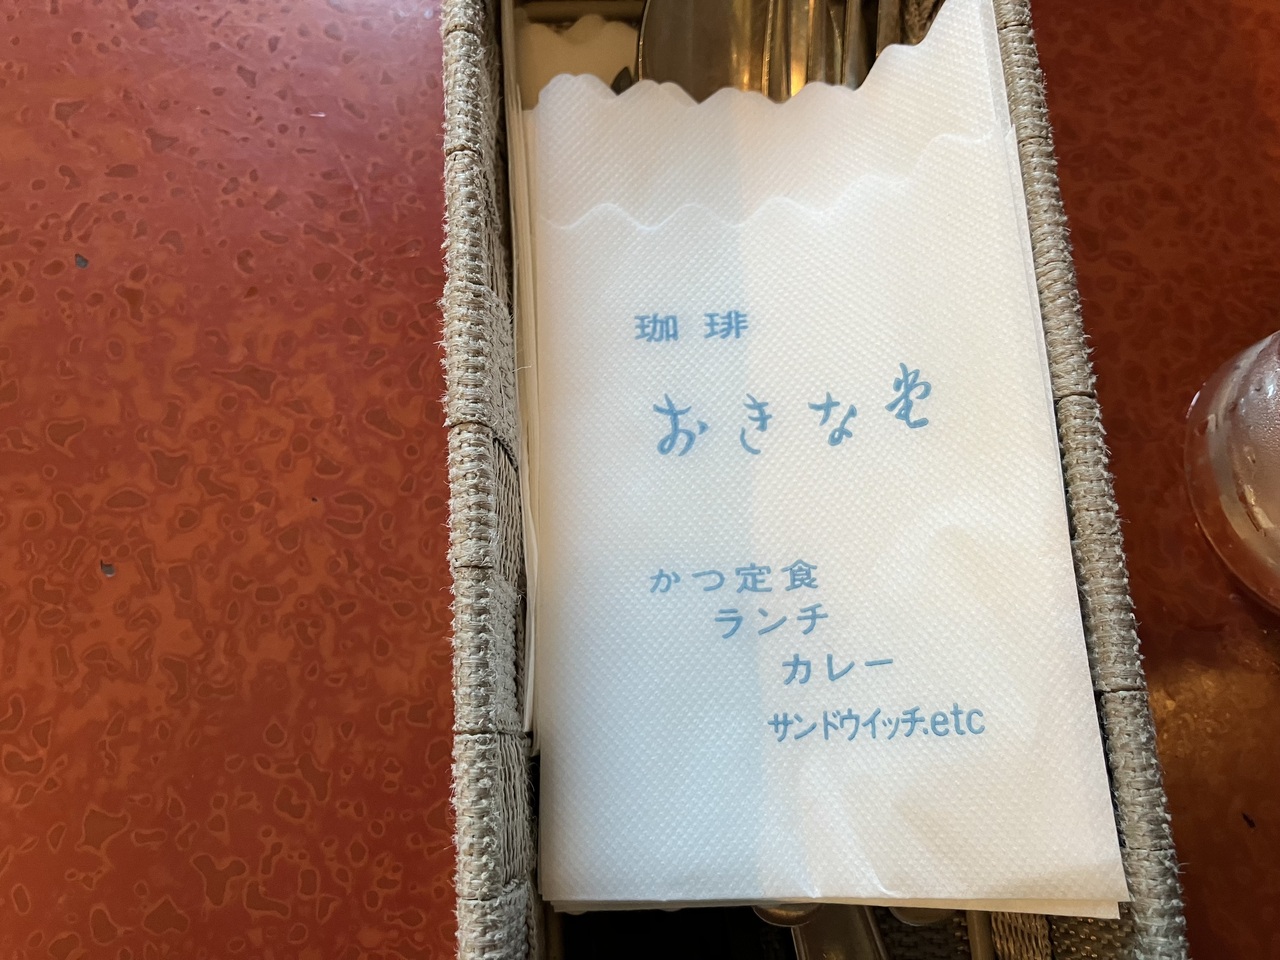 珈琲
おきな堂
かつ定食
ランチ
カレー
サンドウイッチ.etc